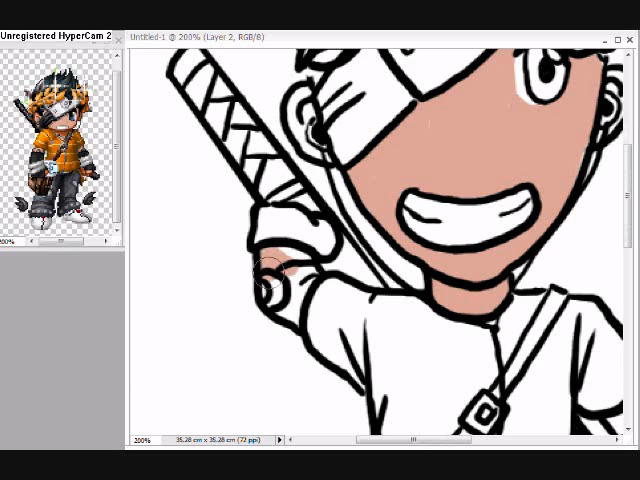 Unregistered HyperCam 2
Untitled-1 @ 200% (Layer 2, RGB/8)
200%
200%
35.28 cm x 35.28 cm (72 ppi)